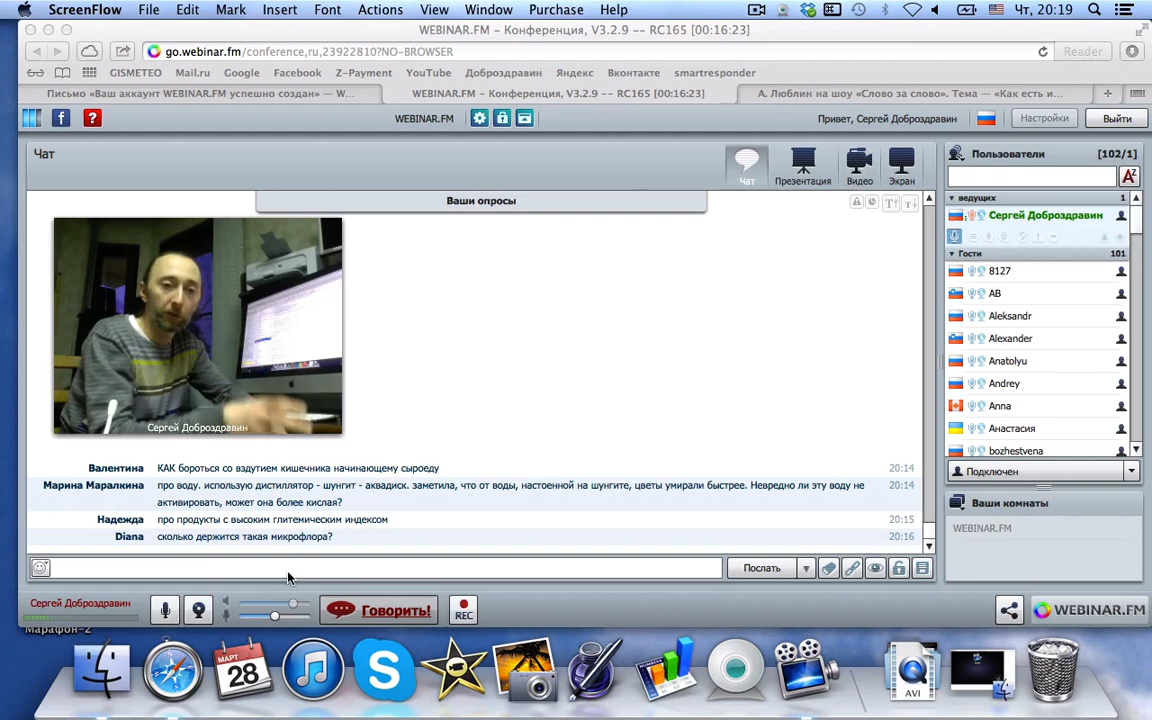 ScreenFlow File Edit Mark Insert Font Actions View Window Purchase Help Чт, 20:19
WEBINAR.FM – Конференция, V3.2.9 – RC165 [00:16:23]
go.webinar.fm/conference,ru,23922810?NO-BROWSER Reader
GISMETEO Mail.ru Google Facebook Z-Payment YouTube Доброздравин Яндекс Вконтакте smartresponder
Письмо «Ваш аккаунт WEBINAR.FM успешно создан» — W... WEBINAR.FM – Конференция, V3.2.9 – RC165 [00:16:23] А. Люблин на шоу «Слово за слово». Тема — «Как есть и...
f ? WEBINAR.FM Привет, Сергей Доброздравин Настройки Выйти
Чат
Чат Презентация Видео Экран
Пользователи [102/1]
Ваши опросы
ведущих 1
Сергей Доброздравин
Гости 101
8127
AB
Aleksandr
Alexander
Anatolyu
Andrey
Anna
Анастасия
bozhestvena
Подключен
Ваши комнаты
WEBINAR.FM
Сергей Доброздравин
Валентина КАК бороться со вздутием кишечника начинающему сыроеду 20:14
Марина Маралкина про воду. использую дистиллятор - шунгит - аквадиск. заметила, что от воды, настоенной на шунгите, цветы умирали быстрее. Невредно ли эту воду не 20:14
активировать, может она более кислая?
Надежда про продукты с высоким глитемическим индексом 20:15
Diana сколько держится такая микрофлора? 20:16
Послать
Сергей Доброздравин
Говорить! REC
WEBINAR.FM
Марафон-2
МАРТ
28
AVI